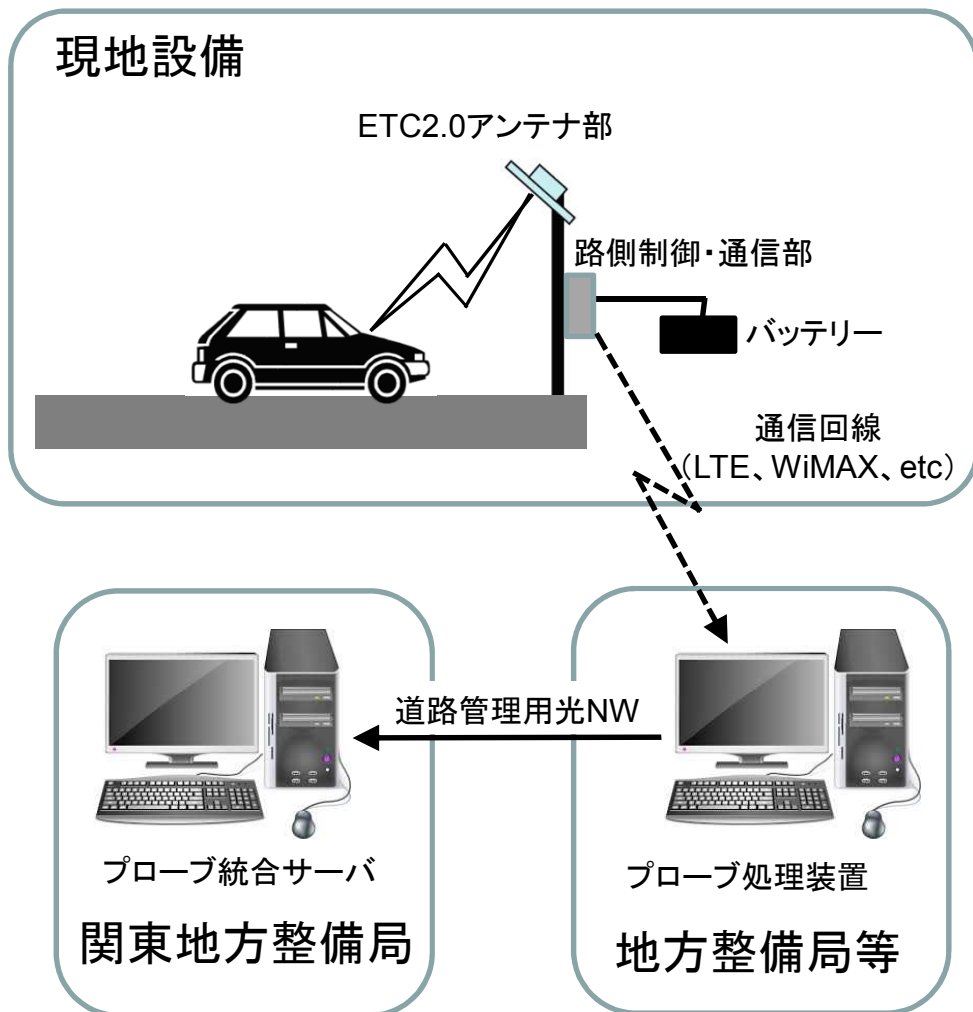 現地設備
ETC2.0アンテナ部
路側制御・通信部
バッテリー
通信回線
（LTE、WiMAX、etc）
道路管理用光NW
プローブ統合サーバ
関東地方整備局
プローブ処理装置
地方整備局等